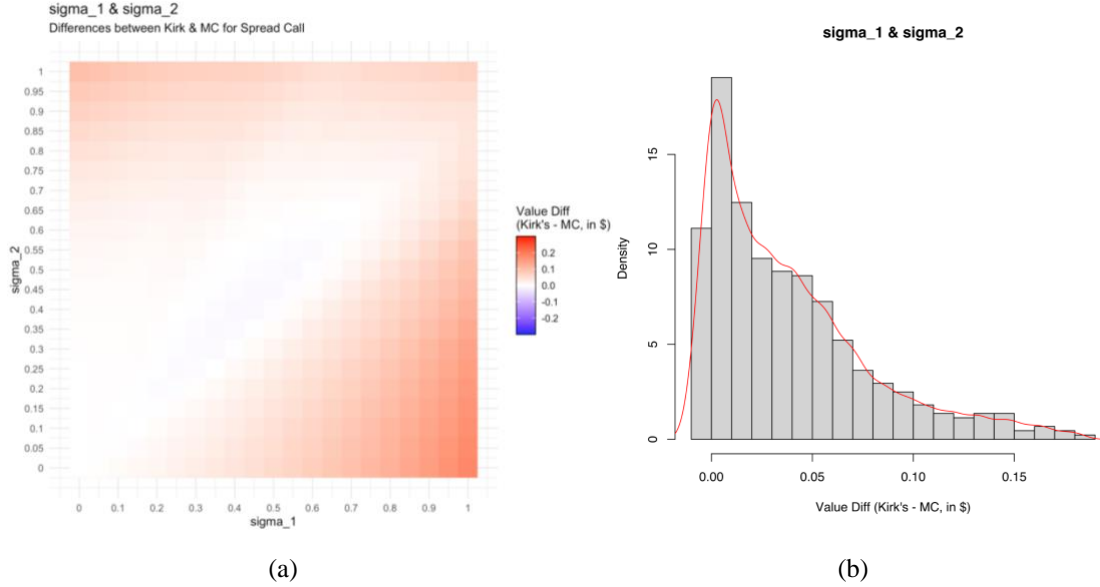 sigma_1 & sigma_2
Differences between Kirk & MC for Spread Call
1
0.95
0.9
0.85
0.8
0.75
0.7
0.65
0.6
0.55
0.5
0.45
0.4
0.35
0.3
0.25
0.2
0.15
0.1
0.05
0
sigma_2
0 0.1 0.2 0.3 0.4 0.5 0.6 0.7 0.8 0.9 1
sigma_1
Value Diff
(Kirk's - MC, in $)
0.2
0.1
0.0
-0.1
-0.2
(a)
sigma_1 & sigma_2
15
10
5
0
Density
0.00 0.05 0.10 0.15
Value Diff (Kirk's - MC, in $)
(b)